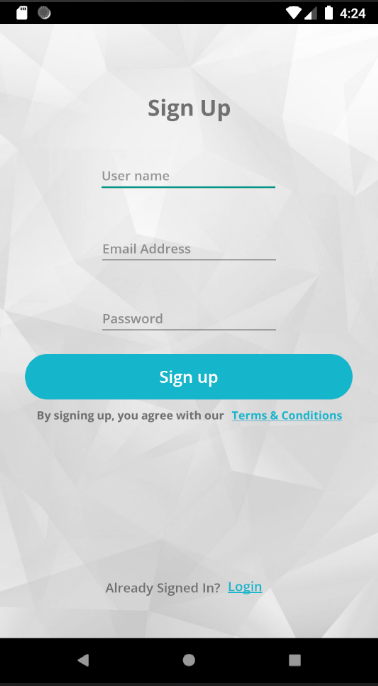 4:24
Sign Up
User name
Email Address
Password
Sign up
By signing up, you agree with our Terms & Conditions
Already Signed In? Login